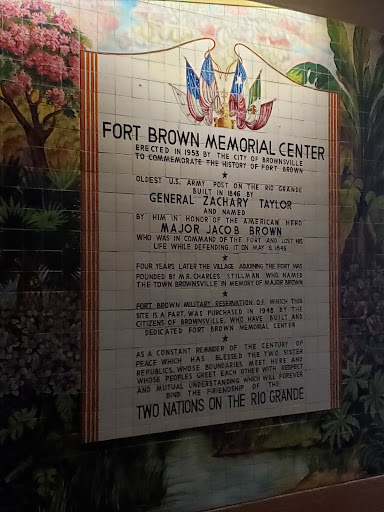 FORT BROWN MEMORIAL CENTER
ERECTED IN 1953 BY THE CITY OF BROWNSVILLE
TO COMMEMORATE THE HISTORY OF FORT BROWN
OLDEST U.S. ARMY POST ON THE RIO GRANDE
BUILT IN 1846 BY
GENERAL ZACHARY TAYLOR
AND NAMED
BY HIM IN HONOR OF THE AMERICAN HERO
MAJOR JACOB BROWN
WHO WAS IN COMMAND OF THE FORT AND LOST HIS
LIFE WHILE DEFENDING IT ON MAY 9, 1846
FOUR YEARS LATER THE VILLAGE ADJOINING THE FORT WAS
FOUNDED BY MR. CHARLES STILLMAN WHO NAMED
THE TOWN BROWNSVILLE IN MEMORY OF MAJOR BROWN
FORT BROWN MILITARY RESERVATION, OF WHICH THIS
SITE IS A PART, WAS PURCHASED IN 1948 BY THE
CITIZENS OF BROWNSVILLE, WHO HAVE BUILT AND
DEDICATED FORT BROWN MEMORIAL CENTER
AS A CONSTANT REMINDER OF THE CENTURY OF
PEACE WHICH HAS BLESSED THE TWO SISTER
REPUBLICS, WHOSE BOUNDARIES MEET HERE AND
WHOSE PEOPLES GREET EACH OTHER WITH RESPECT
AND MUTUAL UNDERSTANDING WHICH WILL FOREVER
BIND THE FRIENDSHIP OF THE
TWO NATIONS ON THE RIO GRANDE